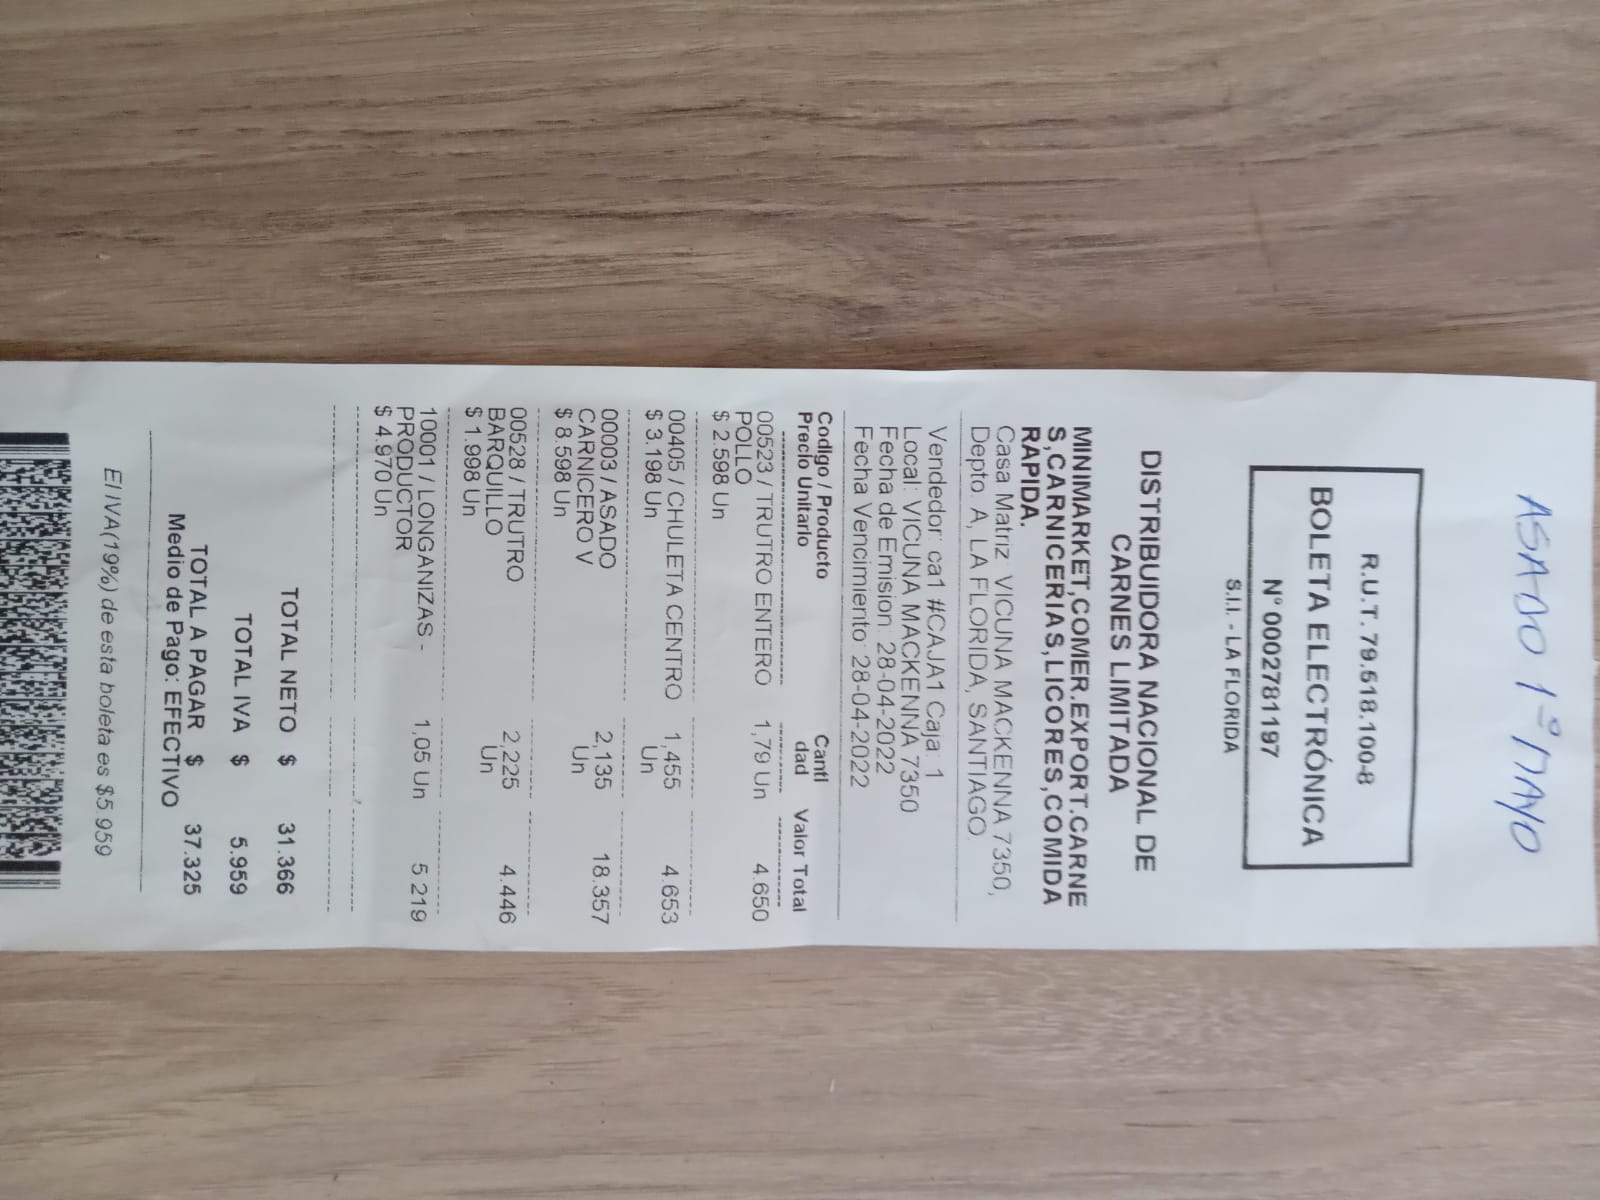 ASADO 1º MAYO
R.U.T. 79.518.100-8
BOLETA ELECTRÓNICA
Nº 0002781197
S.I.I. - LA FLORIDA
DISTRIBUIDORA NACIONAL DE
CARNES LIMITADA
MINIMARKET,COMER.EXPORT.CARNE
S,CARNICERIAS,LICORES,COMIDA
RAPIDA.
Casa Matriz: VICUNA MACKENNA 7350,
Depto. A, LA FLORIDA, SANTIAGO.
Vendedor: ca1 #CAJA1 Caja: 1
Local: VICUNA MACKENNA 7350
Fecha de Emision: 28-04-2022
Fecha Vencimiento: 28-04-2022
Codigo / Producto Canti Valor Total
Precio Unitario dad
00523 / TRUTRO ENTERO 1,79 Un 4.650
POLLO
$ 2.598 Un
00405 / CHULETA CENTRO 1,455 4.653
$ 3.198 Un Un
00003 / ASADO 2,135 18.357
CARNICERO V Un
$ 8.598 Un
00528 / TRUTRO 2,225 4.446
BARQUILLO Un
$ 1.998 Un
10001 / LONGANIZAS - 1,05 Un 5.219
PRODUCTOR
$ 4.970 Un
TOTAL NETO $ 31.366
TOTAL IVA $ 5.959
TOTAL A PAGAR $ 37.325
Medio de Pago: EFECTIVO
El IVA(19%) de esta boleta es $5.959